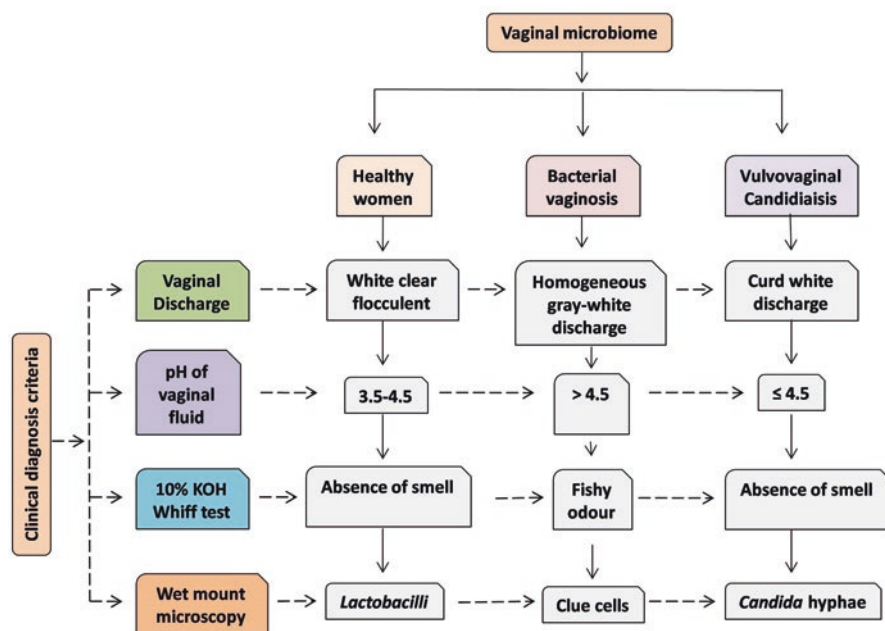 Vaginal microbiome
Healthy
women
Bacterial
vaginosis
Vulvovaginal
Candidiaisis
Clinical diagnosis criteria
Vaginal
Discharge
White clear
flocculent
Homogeneous
gray-white
discharge
Curd white
discharge
pH of
vaginal
fluid
3.5-4.5
> 4.5
≤ 4.5
10% KOH
Whiff test
Absence of smell
Fishy
odour
Absence of smell
Wet mount
microscopy
Lactobacilli
Clue cells
Candida hyphae